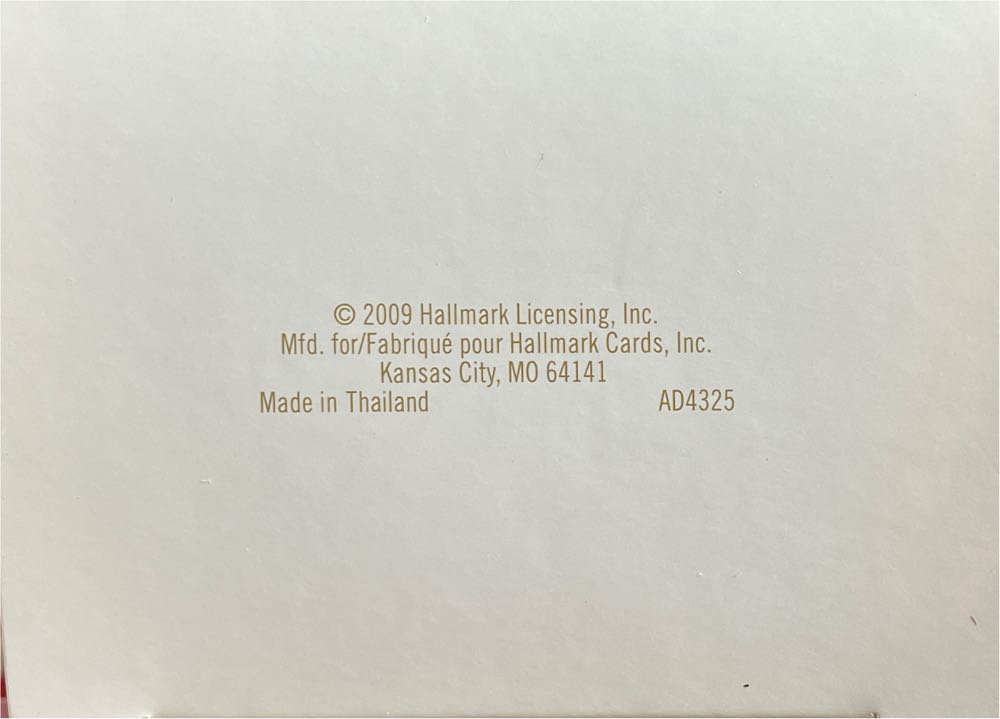 © 2009 Hallmark Licensing, Inc.
Mfd. for/Fabriqué pour Hallmark Cards, Inc.
Kansas City, MO 64141
Made in Thailand AD4325